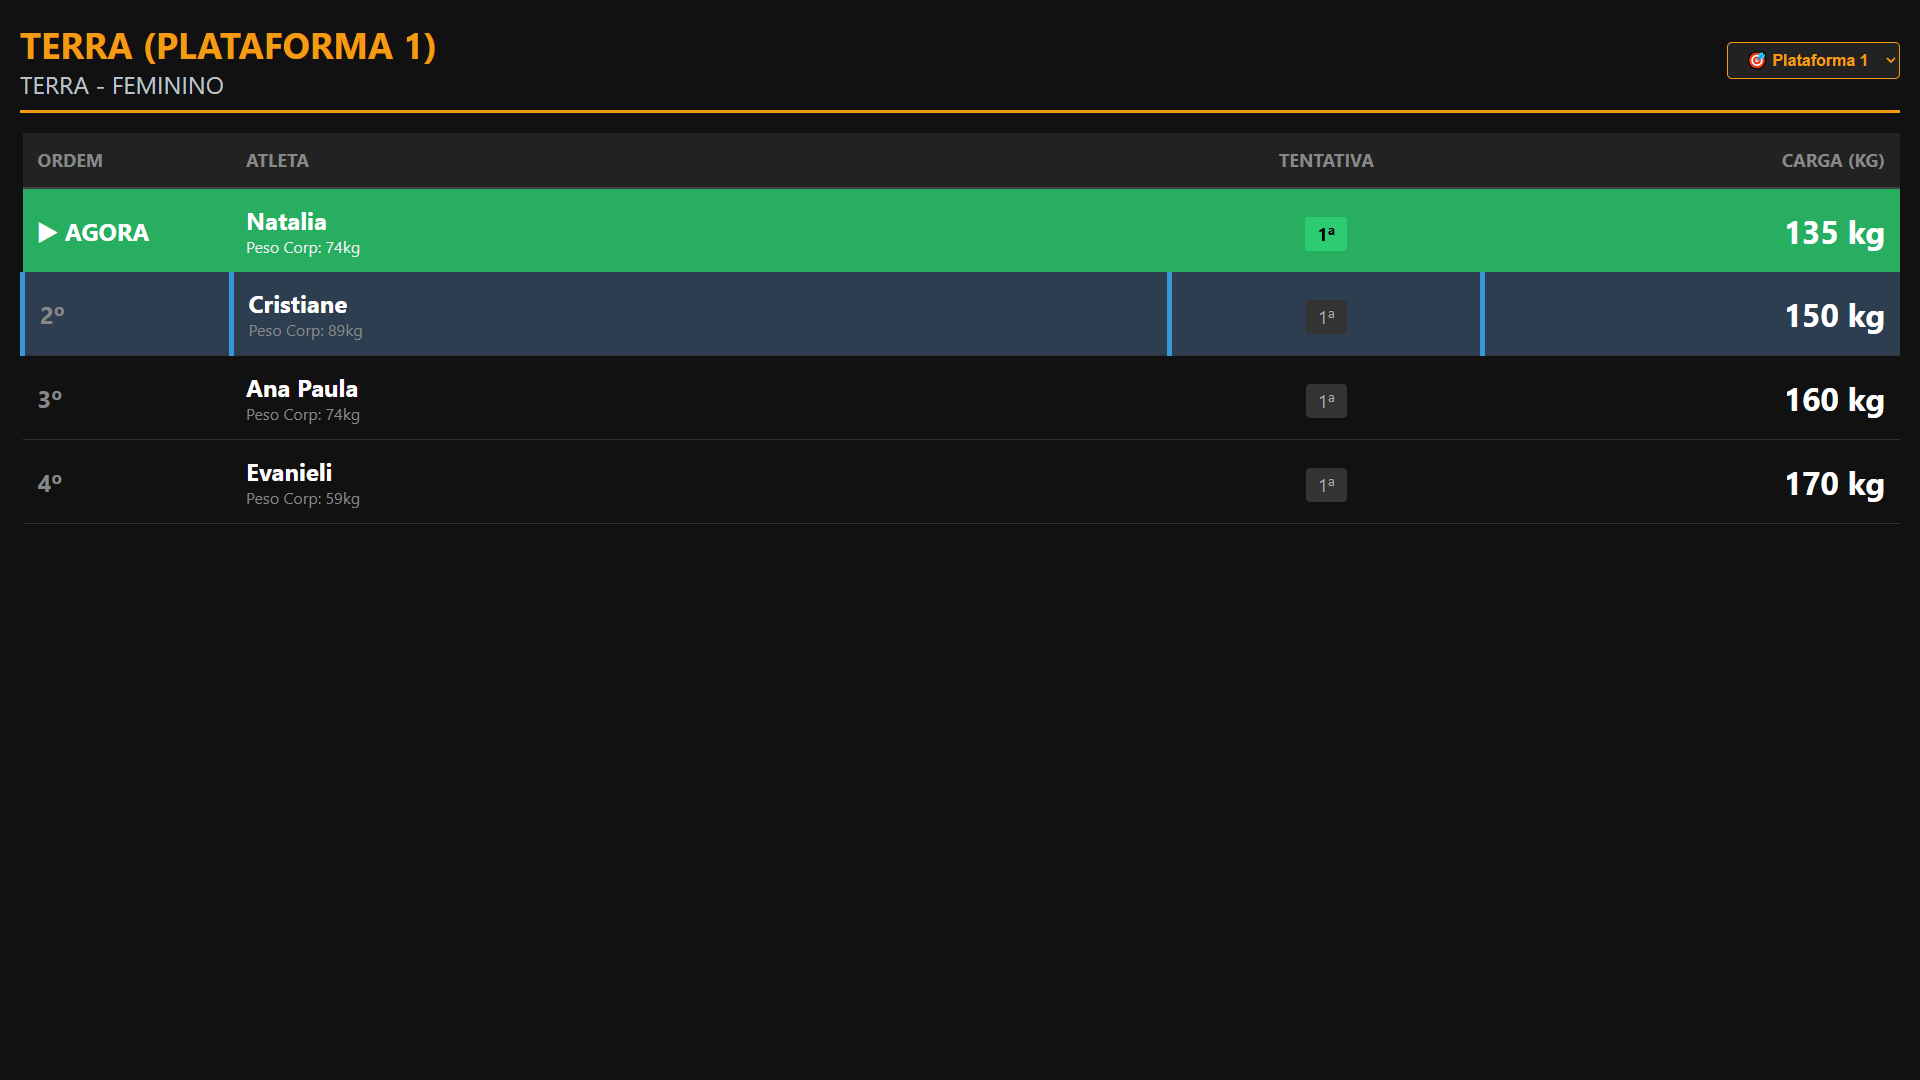 TERRA (PLATAFORMA 1)
TERRA - FEMININO
🎯 Plataforma 1
ORDEM ATLETA TENTATIVA CARGA (KG)
▶ AGORA Natalia 1ª 135 kg
Peso Corp: 74kg
2º Cristiane 1ª 150 kg
Peso Corp: 89kg
3º Ana Paula 1ª 160 kg
Peso Corp: 74kg
4º Evanieli 1ª 170 kg
Peso Corp: 59kg